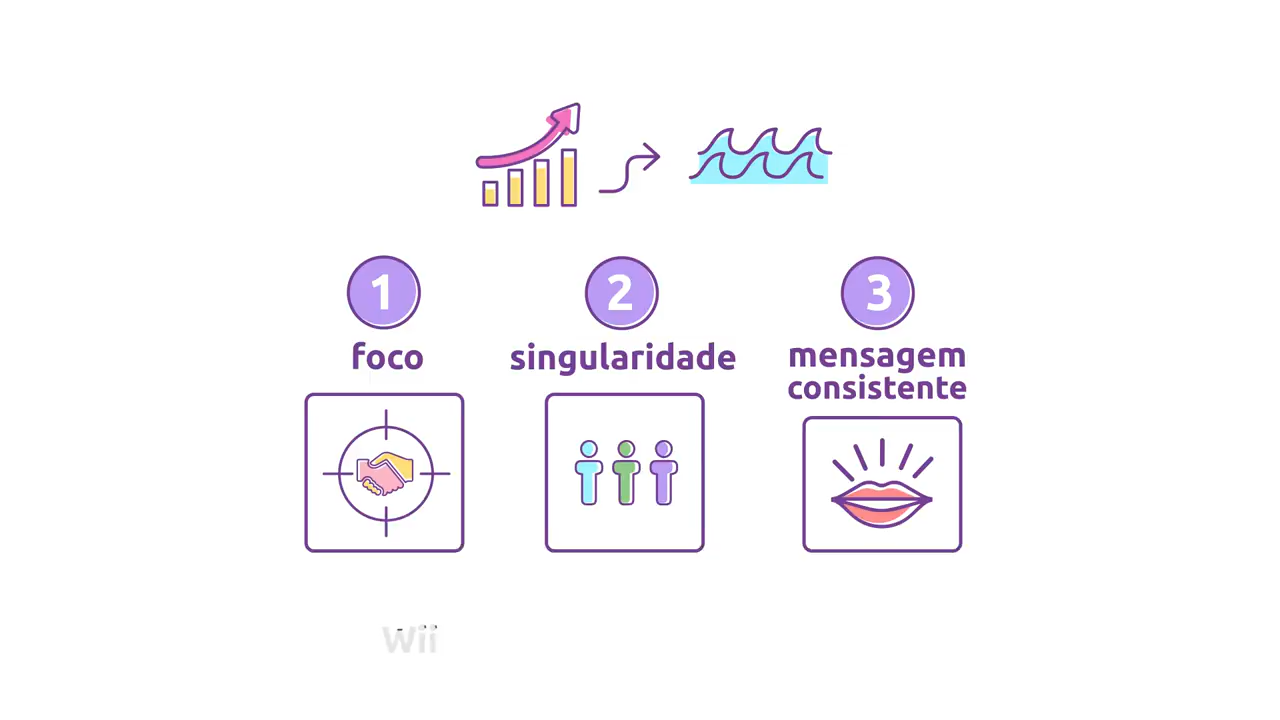 1
2
3
foco
singularidade
mensagem
consistente
Wii